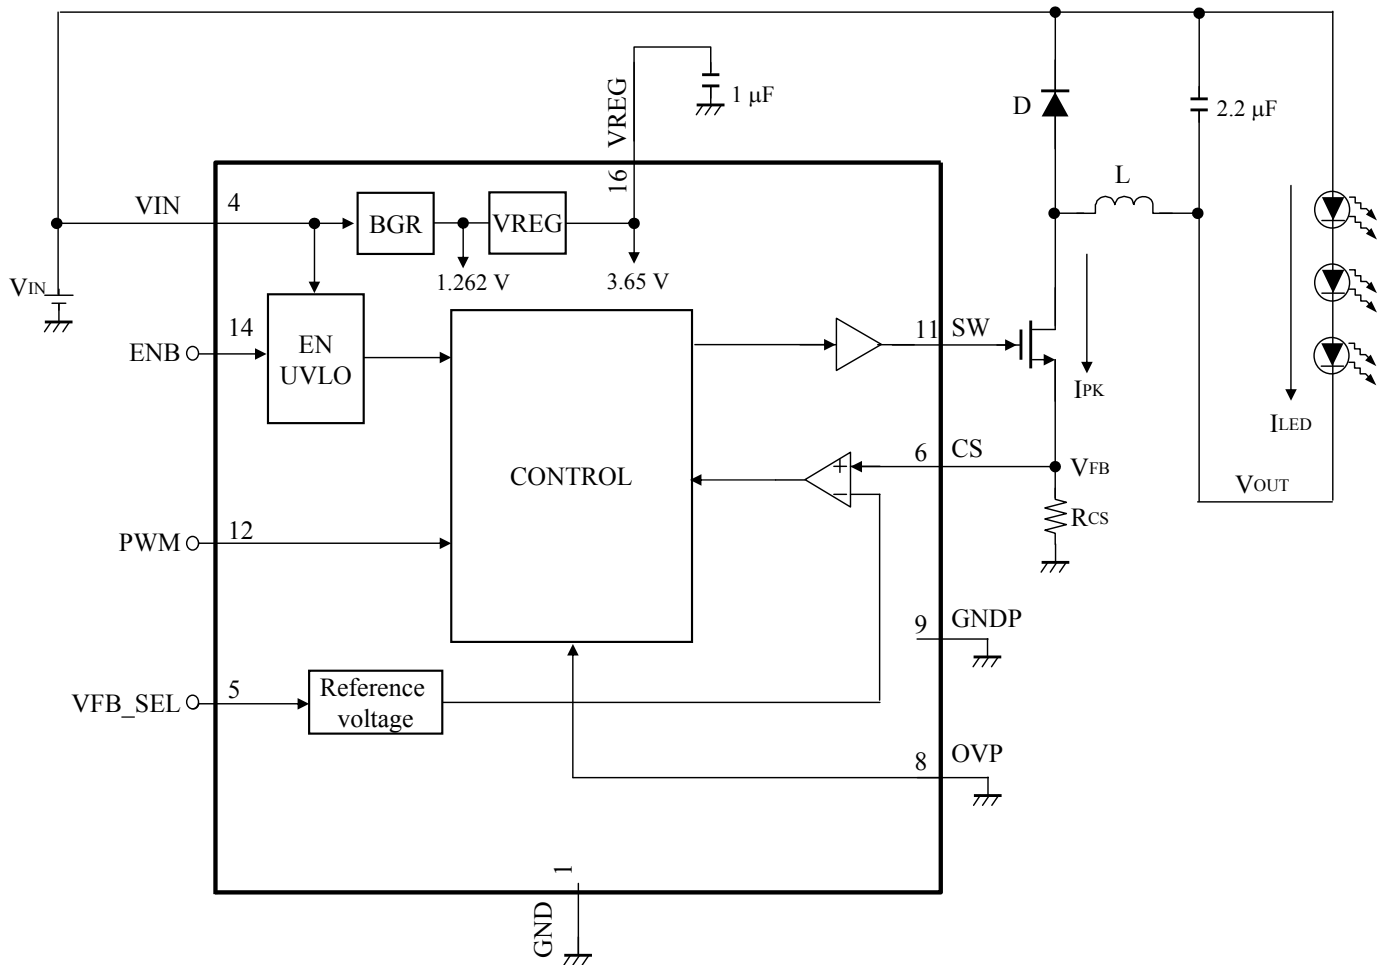 VREG
1 μF
D
2.2 μF
16
L
VIN
4
BGR
VREG
1.262 V
3.65 V
VIN
14
ENB
EN
UVLO
11
SW
IPK
ILED
CONTROL
6
CS
VFB
VOUT
RCS
PWM
12
9
GNDP
VFB_SEL
5
Reference
voltage
8
OVP
1
GND